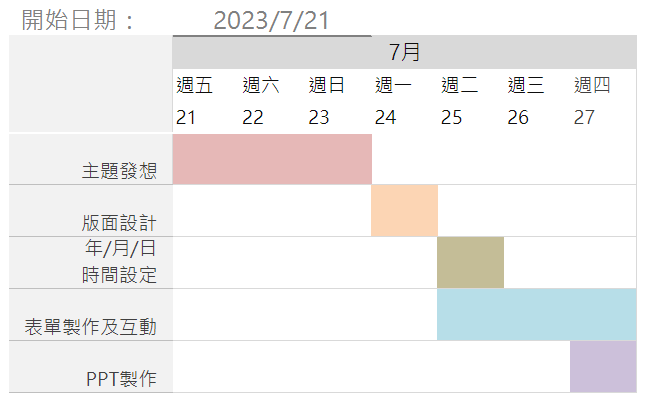 開始日期： 2023/7/21
7月
週五 週六 週日 週一 週二 週三 週四
21 22 23 24 25 26 27
主題發想
版面設計
年/月/日
時間設定
表單製作及互動
PPT製作